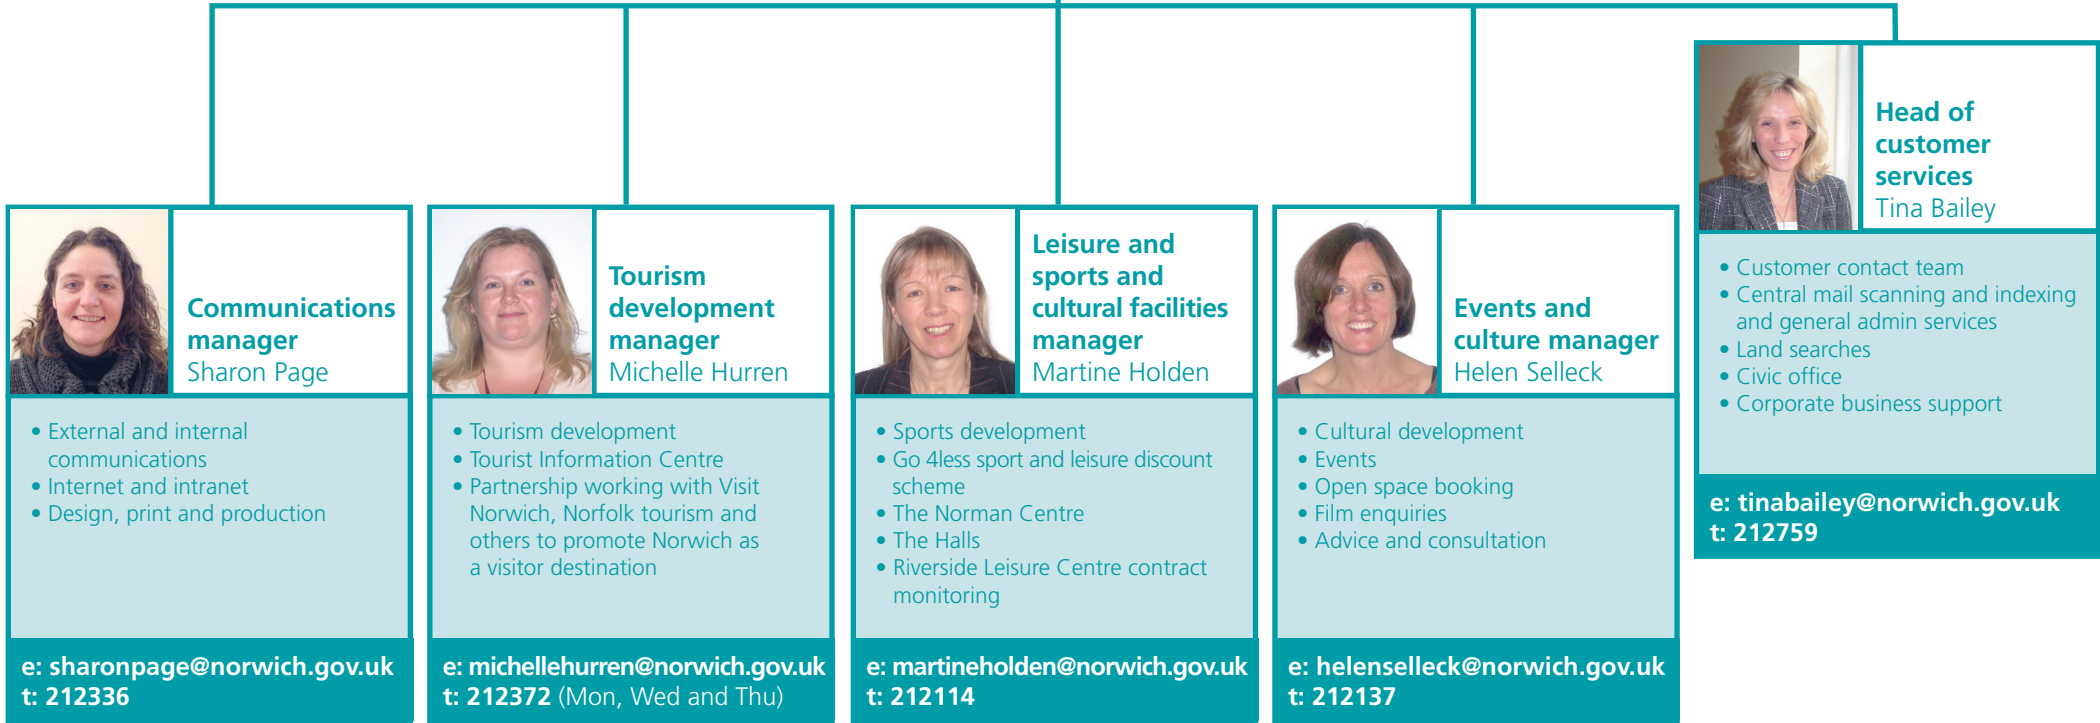 Communications
manager
Sharon Page
• External and internal
communications
• Internet and intranet
• Design, print and production
e: sharonpage@norwich.gov.uk
t: 212336
Tourism
development
manager
Michelle Hurren
• Tourism development
• Tourist Information Centre
• Partnership working with Visit
Norwich, Norfolk tourism and
others to promote Norwich as
a visitor destination
e: michellehurren@norwich.gov.uk
t: 212372 (Mon, Wed and Thu)
Leisure and
sports and
cultural facilities
manager
Martine Holden
• Sports development
• Go 4less sport and leisure discount
scheme
• The Norman Centre
• The Halls
• Riverside Leisure Centre contract
monitoring
e: martineholden@norwich.gov.uk
t: 212114
Events and
culture manager
Helen Selleck
• Cultural development
• Events
• Open space booking
• Film enquiries
• Advice and consultation
e: helenselleck@norwich.gov.uk
t: 212137
Head of
customer
services
Tina Bailey
• Customer contact team
• Central mail scanning and indexing
and general admin services
• Land searches
• Civic office
• Corporate business support
e: tinabailey@norwich.gov.uk
t: 212759